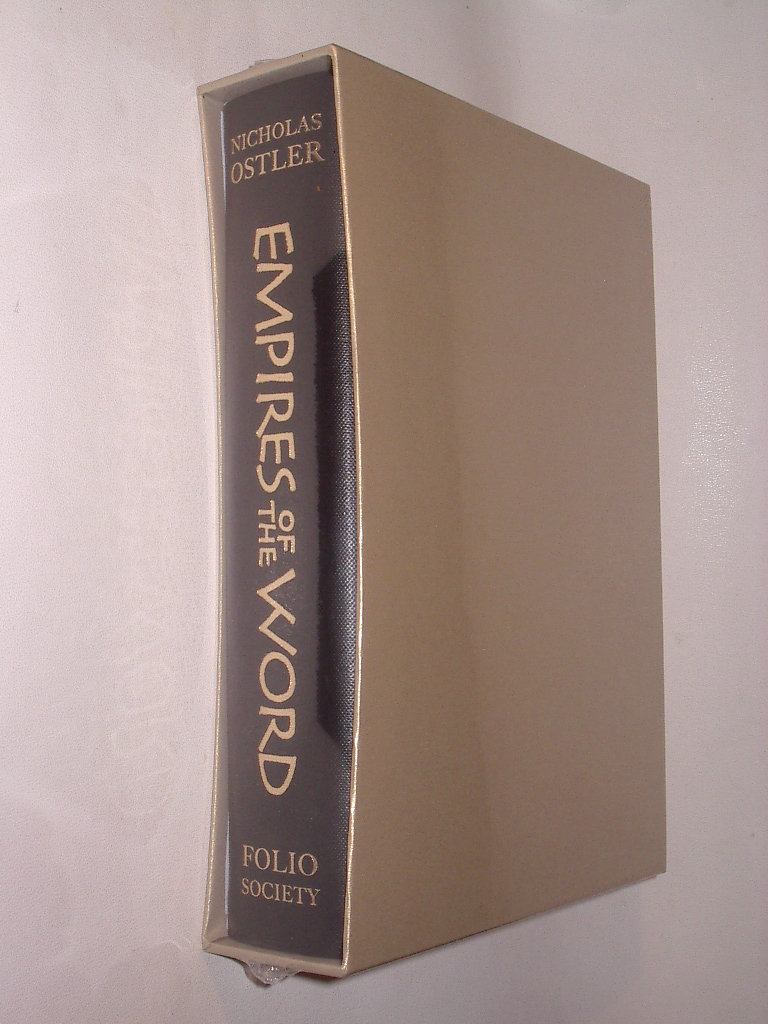 NICHOLAS
OSTLER
EMPIRES OF THE WORD
FOLIO
SOCIETY